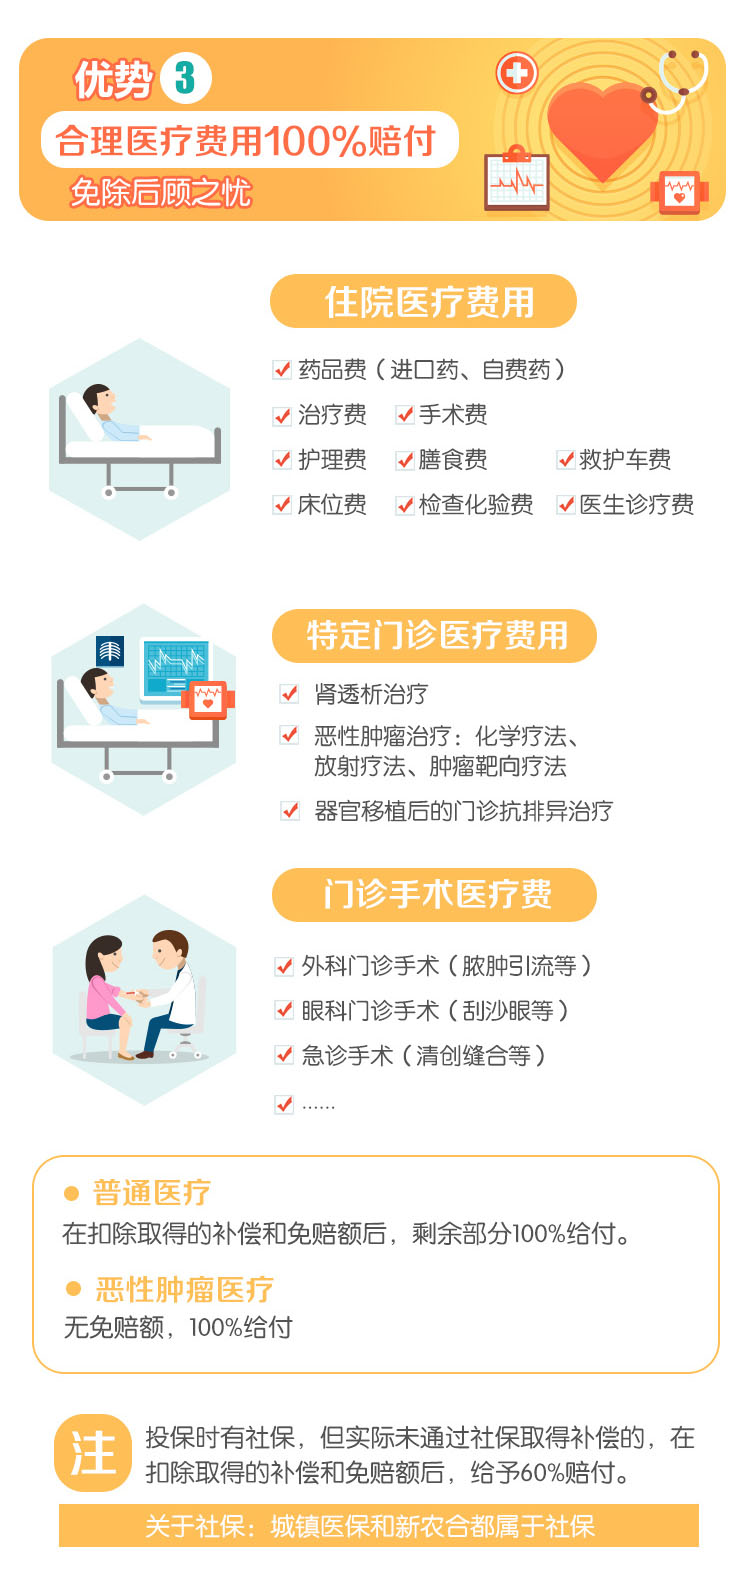 优势 3
合理医疗费用100%赔付
免除后顾之忧
住院医疗费用
药品费（进口药、自费药）
治疗费 手术费
护理费 膳食费 救护车费
床位费 检查化验费 医生诊疗费
特定门诊医疗费用
肾透析治疗
恶性肿瘤治疗：化学疗法、
放射疗法、肿瘤靶向疗法
器官移植后的门诊抗排异治疗
门诊手术医疗费
外科门诊手术（脓肿引流等）
眼科门诊手术（刮沙眼等）
急诊手术（清创缝合等）
......
普通医疗
在扣除取得的补偿和免赔额后，剩余部分100%给付。
恶性肿瘤医疗
无免赔额，100%给付
注
投保时有社保，但实际未通过社保取得补偿的，在
扣除取得的补偿和免赔额后，给予60%赔付。
关于社保：城镇医保和新农合都属于社保